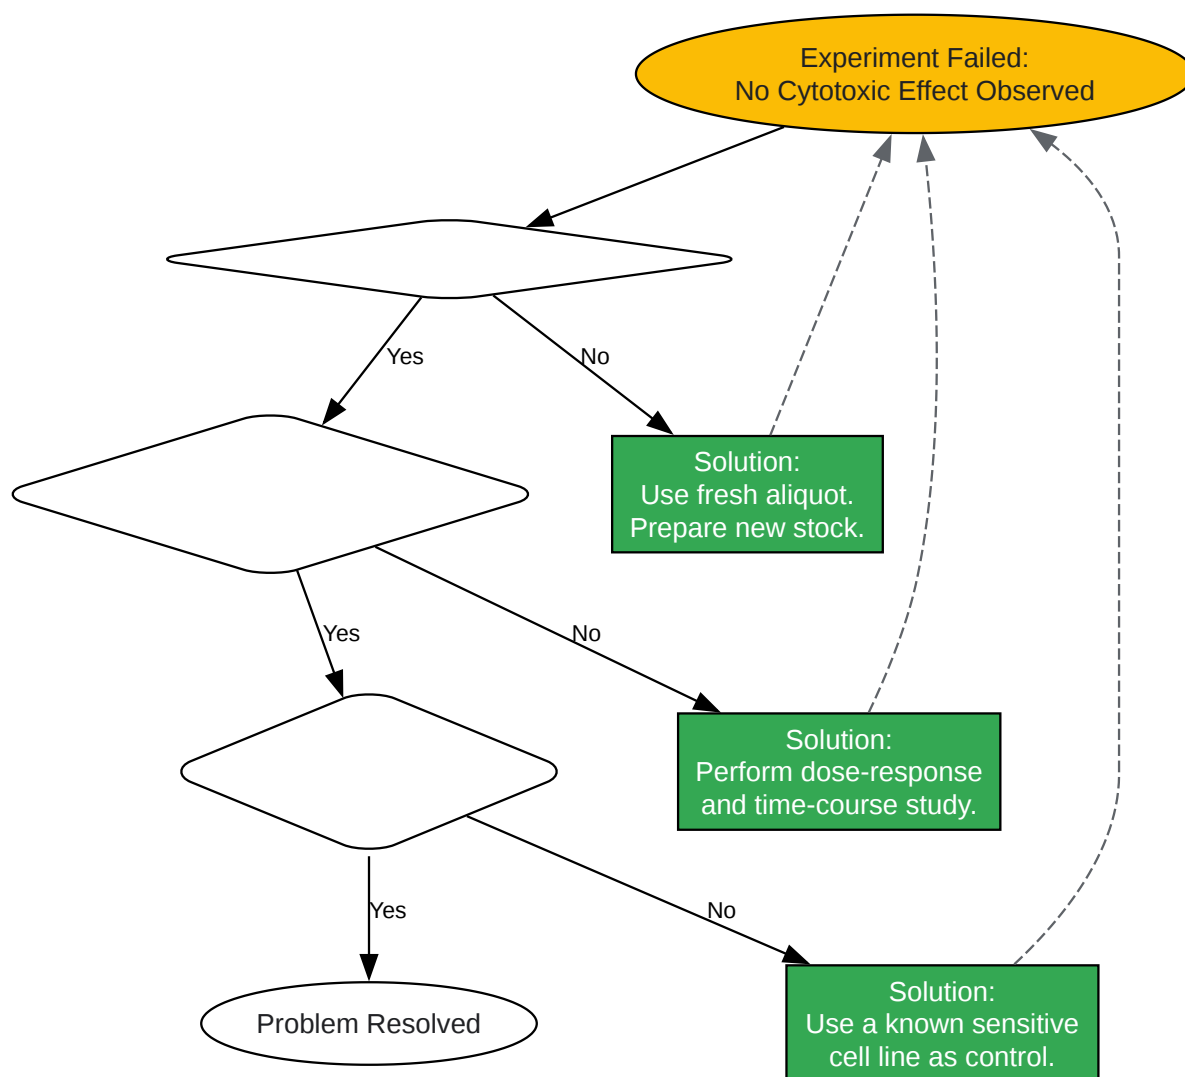 Experiment Failed:
No Cytotoxic Effect Observed
Yes
No
Solution:
Use fresh aliquot.
Prepare new stock.
Yes
No
Solution:
Perform dose-response
and time-course study.
Yes
No
Problem Resolved
Solution:
Use a known sensitive
cell line as control.